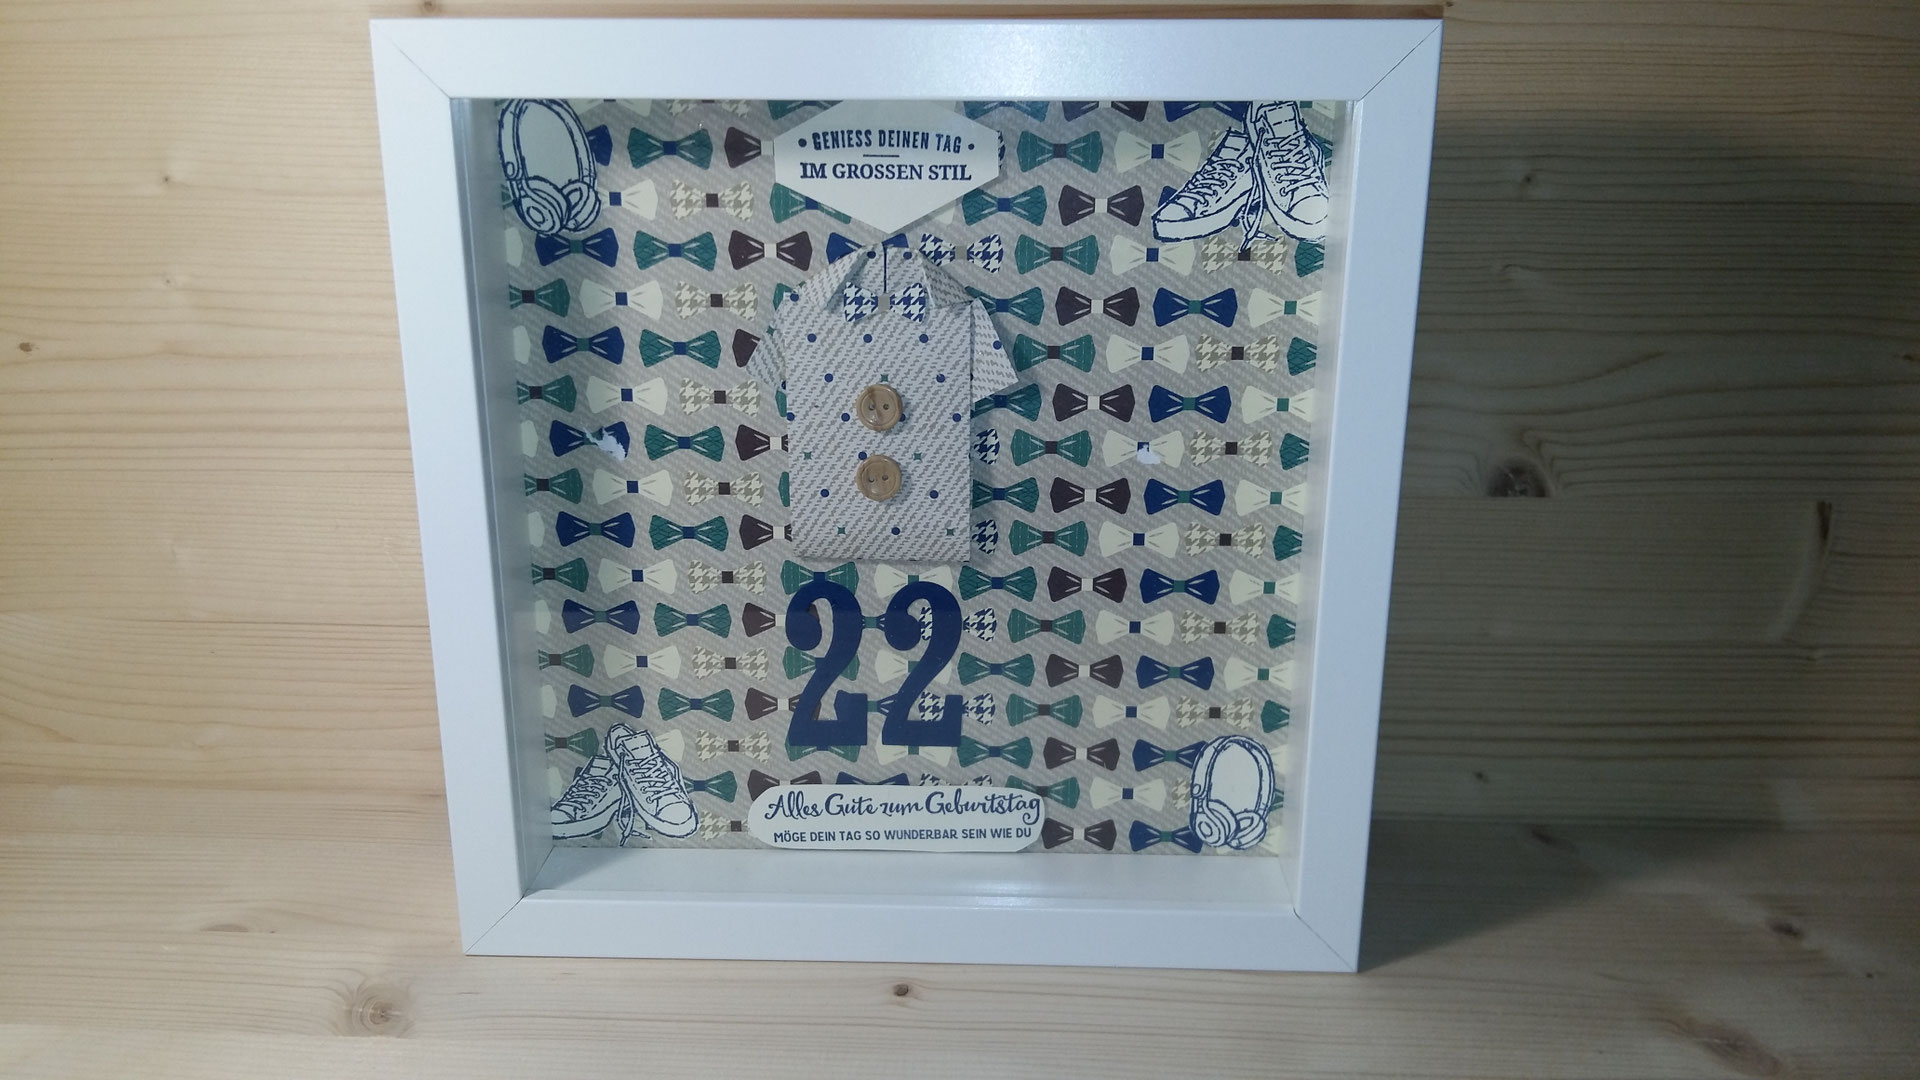 • GENIESS DEINEN TAG •
IM GROSSEN STIL
22
Alles Gute zum Geburtstag
MÖGE DEIN TAG SO WUNDERBAR SEIN WIE DU